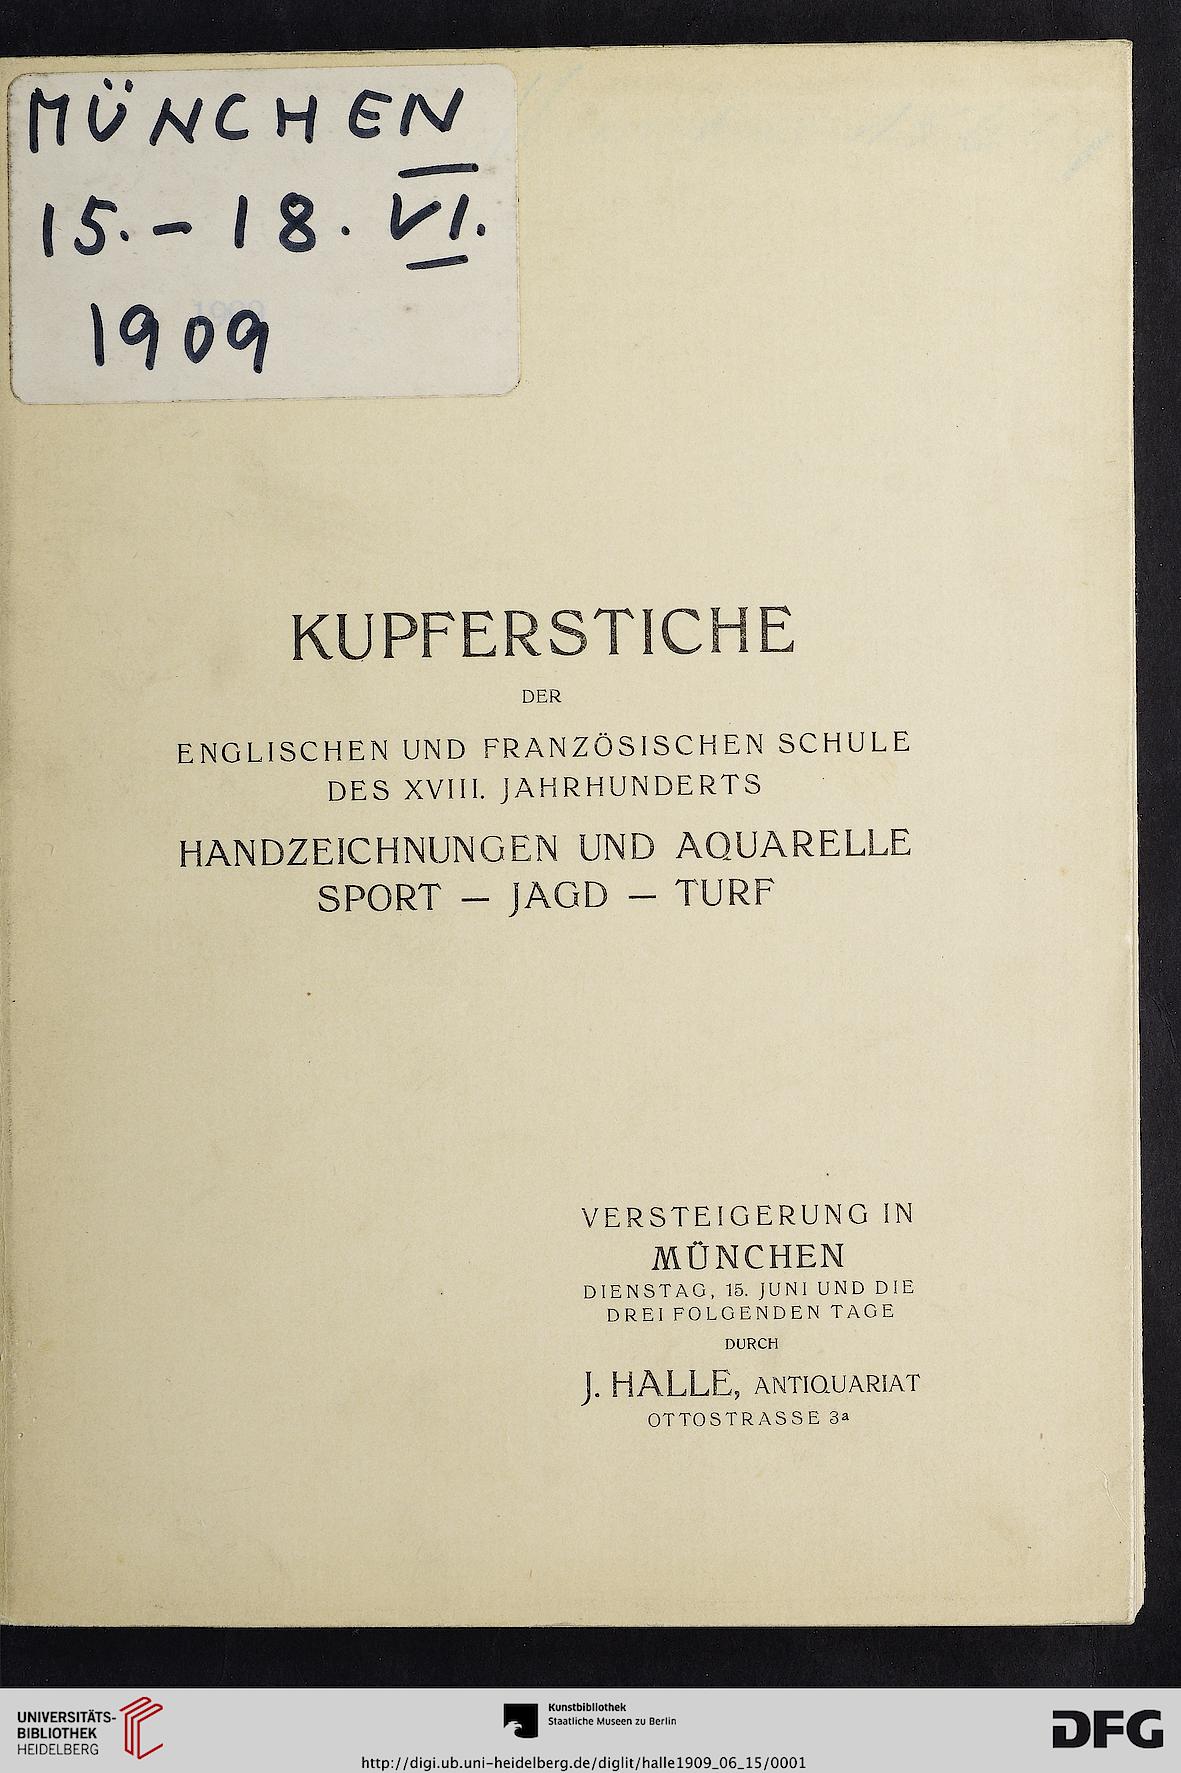 MÜNCHEN
15.-18. VI.
1909
KUPFERSTICHE
DER
ENGLISCHEN UND FRANZÖSISCHEN SCHULE
DES XVIII. JAHRHUNDERTS
HANDZEICHNUNGEN UND AQUARELLE
SPORT — JAGD — TURF
VERSTEIGERUNG IN
MÜNCHEN
DIENSTAG, 15. JUNI UND DIE
DREI FOLGENDEN TAGE
DURCH
J. HALLE, ANTIQUARIAT
OTTOSTRASSE 3a
UNIVERSITÄTS-
BIBLIOTHEK
HEIDELBERG
Kunstbibliothek
Staatliche Museen zu Berlin
DFG
http://digi.ub.uni-heidelberg.de/diglit/halle1909_06_15/0001